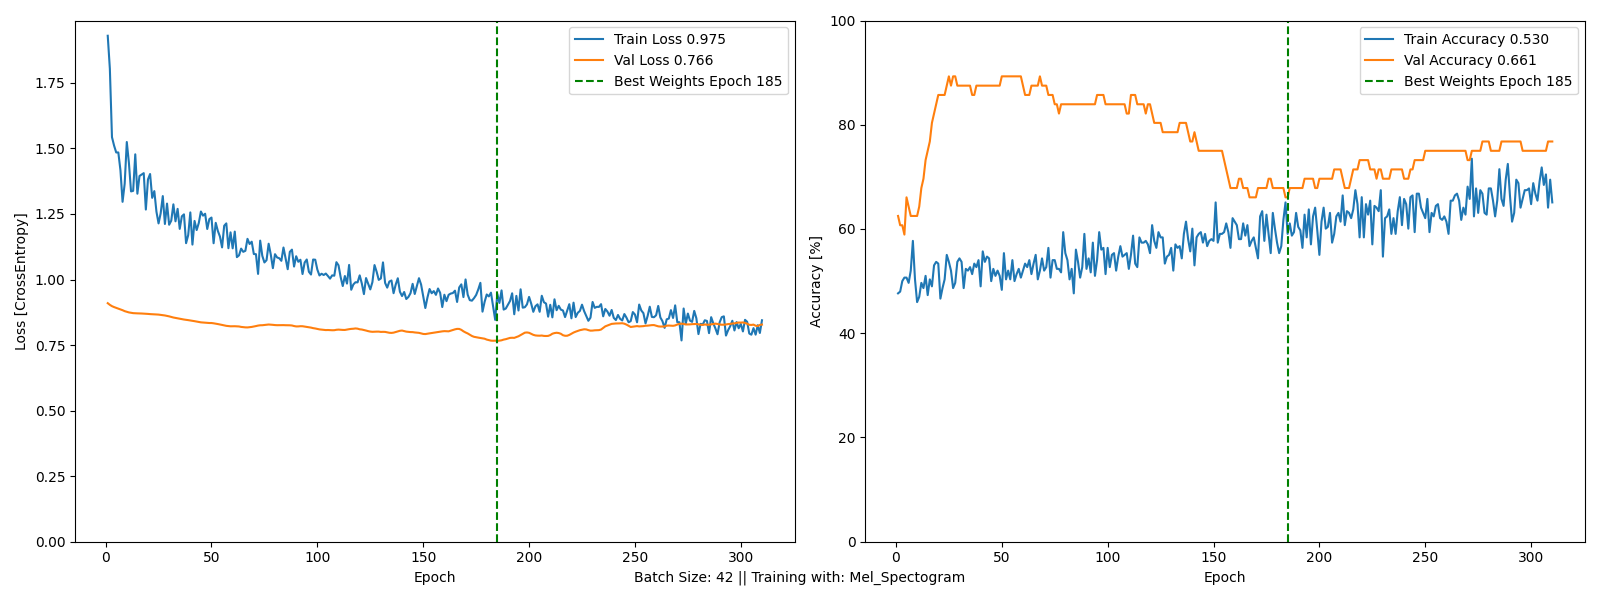 Train Loss 0.975
Val Loss 0.766
Best Weights Epoch 185
1.75
1.50
1.25
1.00
0.75
0.50
0.25
0.00
Loss [CrossEntropy]
0 50 100 150 200 250 300
Epoch
Train Accuracy 0.530
Val Accuracy 0.661
Best Weights Epoch 185
100
80
60
40
20
0
Accuracy [%]
0 50 100 150 200 250 300
Epoch
Batch Size: 42 || Training with: Mel_Spectogram